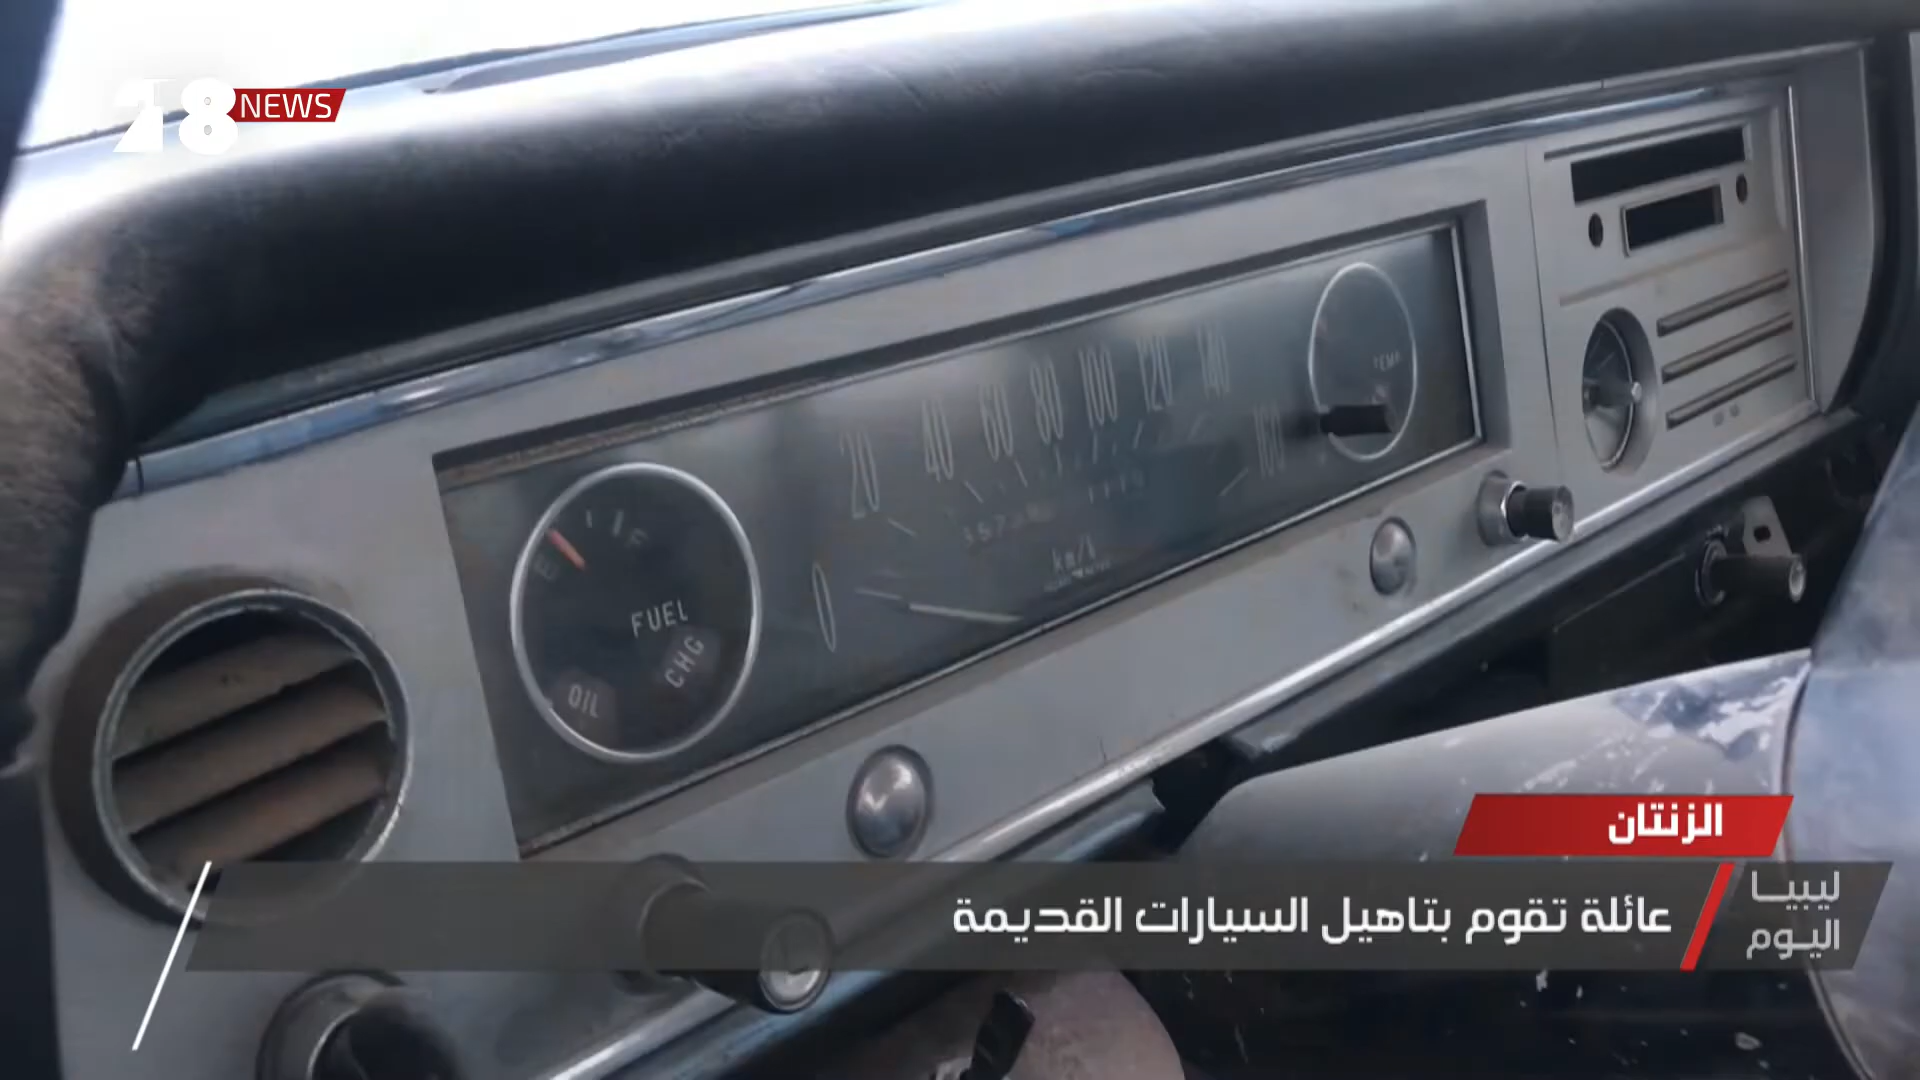 218 NEWS
20 40 60 80 100 120 140 160
0
TEMP
E F
FUEL
CHG
OIL
km/h
الزنتان
عائلة تقوم بتاهيل السيارات القديمة
ليبيا
اليوم